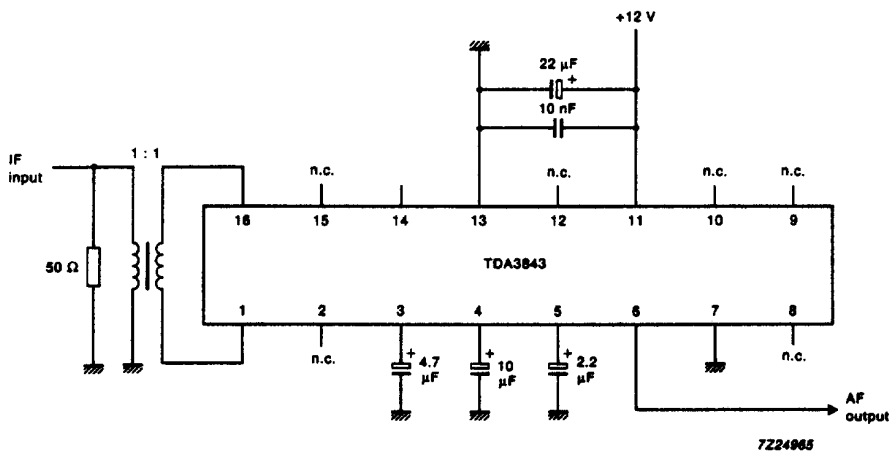 +12 V
22 µF
+
10 nF
IF
input
1 : 1
n.c. n.c. n.c. n.c.
16 15 14 13 12 11 10 9
50 Ω
TDA3843
1 2 3 4 5 6 7 8
n.c. n.c.
+ + +
4.7 10 2.2
µF µF µF
AF
output
7Z24965